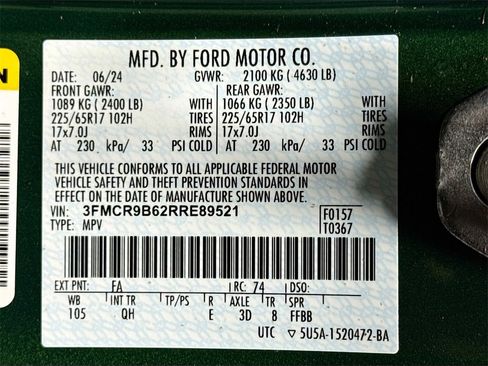 N
MFD. BY FORD MOTOR CO.
DATE: 06/24 GVWR: 2100 KG ( 4630 LB)
FRONT GAWR: REAR GAWR:
1089 KG ( 2400 LB) WITH 1066 KG ( 2350 LB) WITH
225/65R17 102H TIRES 225/65R17 102H TIRES
17x7.0J RIMS 17x7.0J RIMS
AT 230 kPa/ 33 PSI COLD AT 230 kPa/ 33 PSI COLD
THIS VEHICLE CONFORMS TO ALL APPLICABLE FEDERAL MOTOR
VEHICLE SAFETY AND THEFT PREVENTION STANDARDS IN
EFFECT ON THE DATE OF MANUFACTURE SHOWN ABOVE.
VIN: 3FMCR9B62RRE89521 F0157
TYPE: MPV T0367
EXT PNT: FA RC: 74 DSO:
WB INT TR TP/PS R AXLE TR SPR
105 QH E 3D 8 FFBB
UTC ▽ 5U5A-1520472-BA